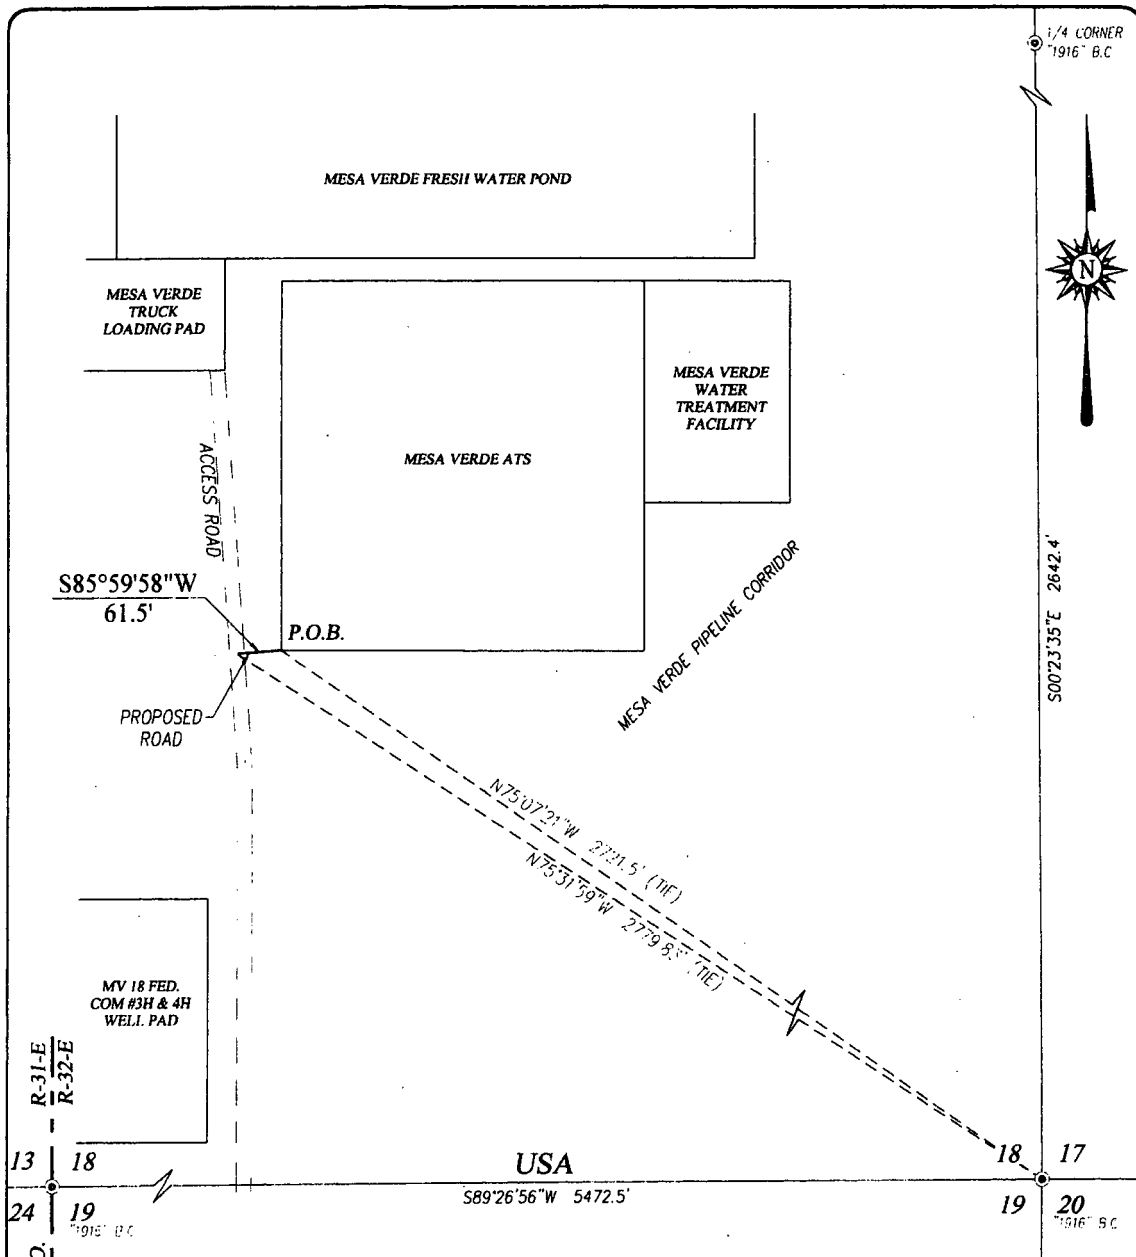 1/4 CORNER
"1916" B.C
MESA VERDE FRESH WATER POND
N
MESA VERDE
TRUCK
LOADING PAD
MESA VERDE
WATER
TREATMENT
FACILITY
MESA VERDE ATS
ACCESS ROAD
MESA VERDE PIPELINE CORRIDOR
S00°23'35"E 2642.4'
S85°59'58"W
61.5'
P.O.B.
PROPOSED
ROAD
N75°07'21"W 2721.5' (TIE)
N75°31'59"W (TIE)
MV 18 FED.
COM #3H & 4H
WELL PAD
R-31-E
R-32-E
13 18
24 19
"1916" B.C
USA
S89°26'56"W 5472.5'
18 17
19 20
"1916" B.C